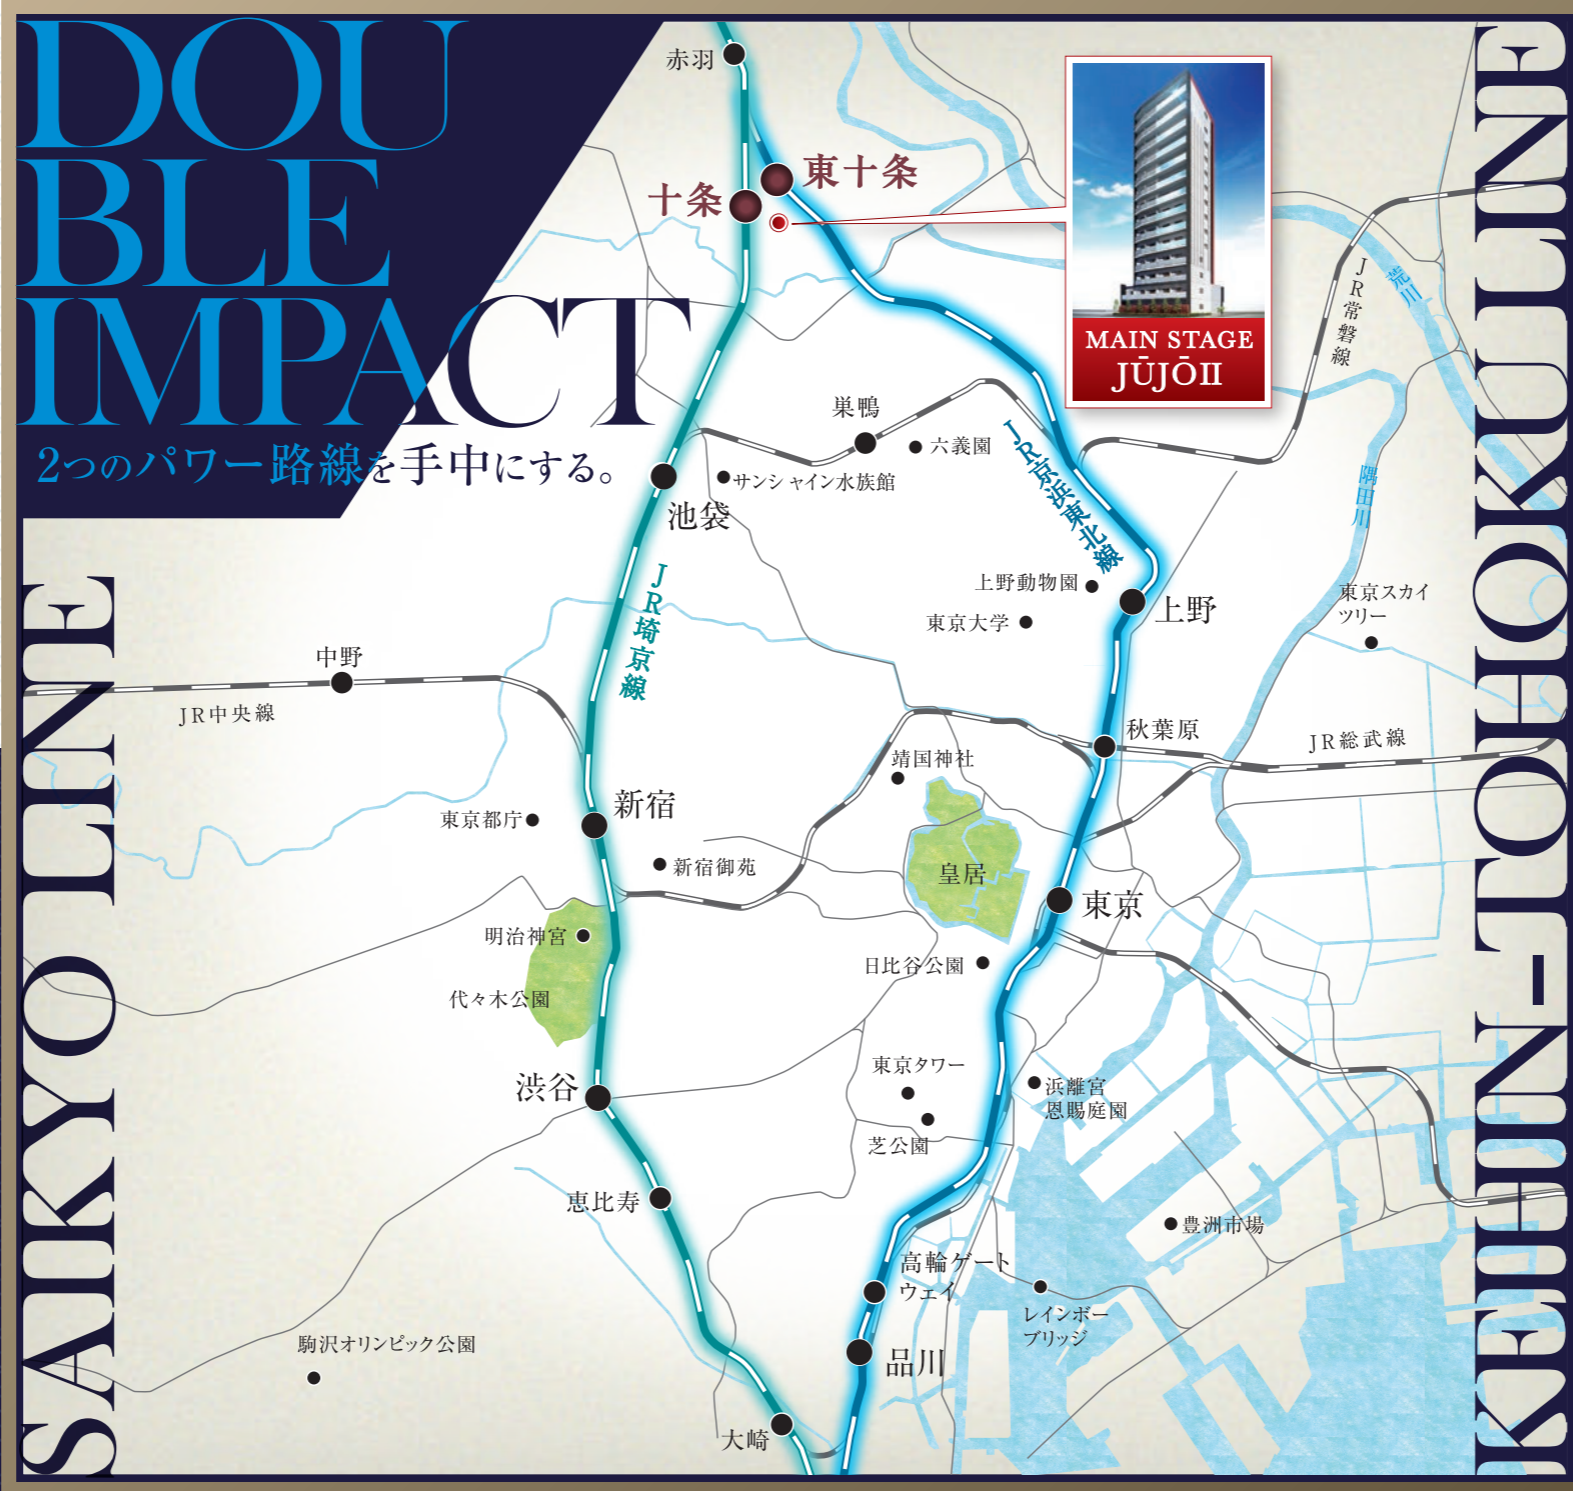 DOU
BLE
IMPACT
2つのパワー路線を手中にする。
SAIKYO LINE
KEIHIN-TOHOKU LINE
赤羽
東十条
十条
MAIN STAGE
JŪJŌII
JR常磐線
荒川
巣鴨
六義園
サンシャイン水族館
池袋
JR京浜東北線
隅田川
JR埼京線
上野動物園
上野
東京大学
東京スカイ
ツリー
中野
JR中央線
秋葉原
JR総武線
靖国神社
新宿
東京都庁
新宿御苑
皇居
東京
明治神宮
日比谷公園
代々木公園
東京タワー
渋谷
浜離宮
恩賜庭園
芝公園
恵比寿
豊洲市場
高輪ゲート
ウェイ
レインボー
ブリッジ
駒沢オリンピック公園
品川
大崎